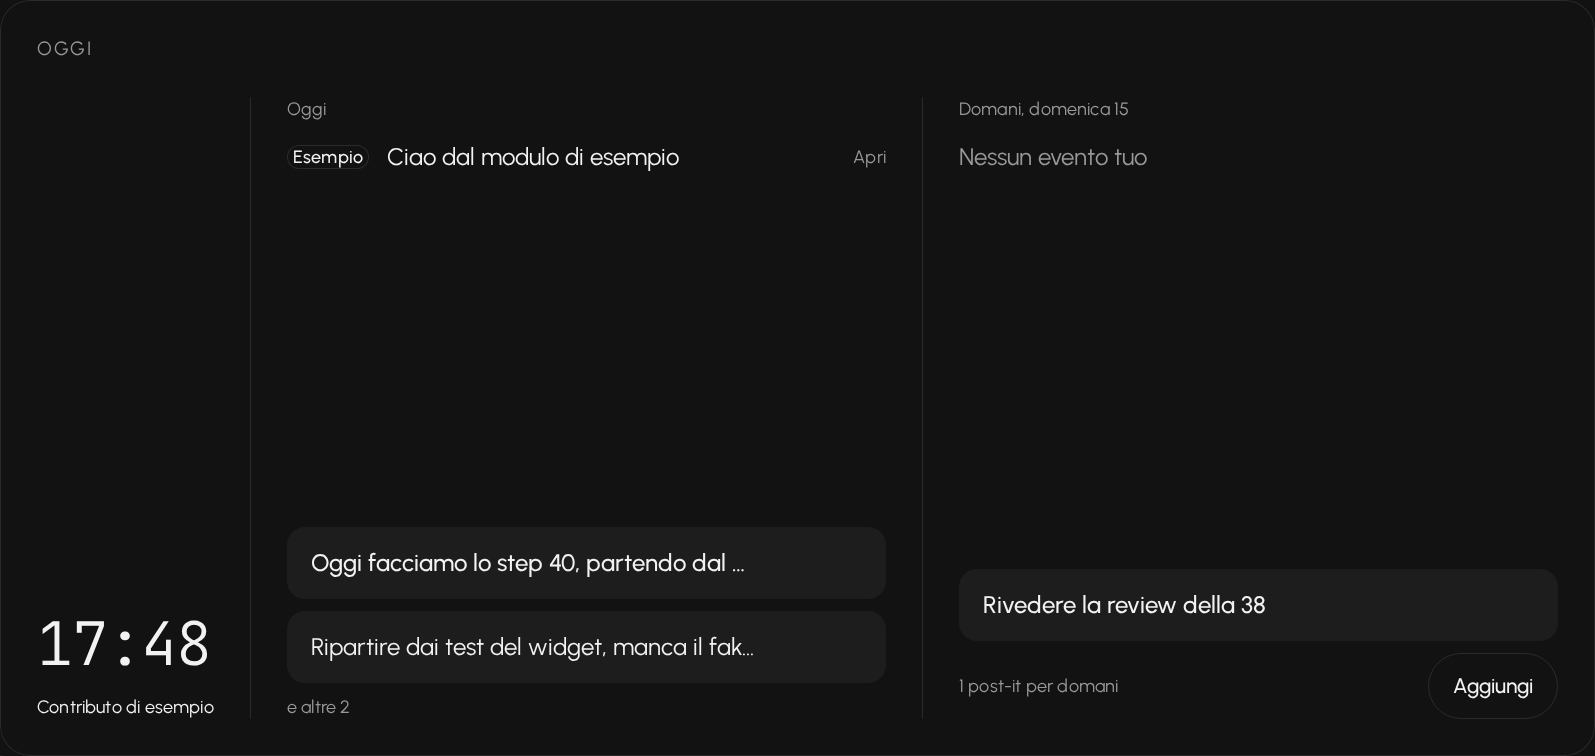 OGGI
17:48
Contributo di esempio
Oggi
Esempio Ciao dal modulo di esempio Apri
Oggi facciamo lo step 40, partendo dal ...
Ripartire dai test del widget, manca il fak...
e altre 2
Domani, domenica 15
Nessun evento tuo
Rivedere la review della 38
1 post-it per domani Aggiungi